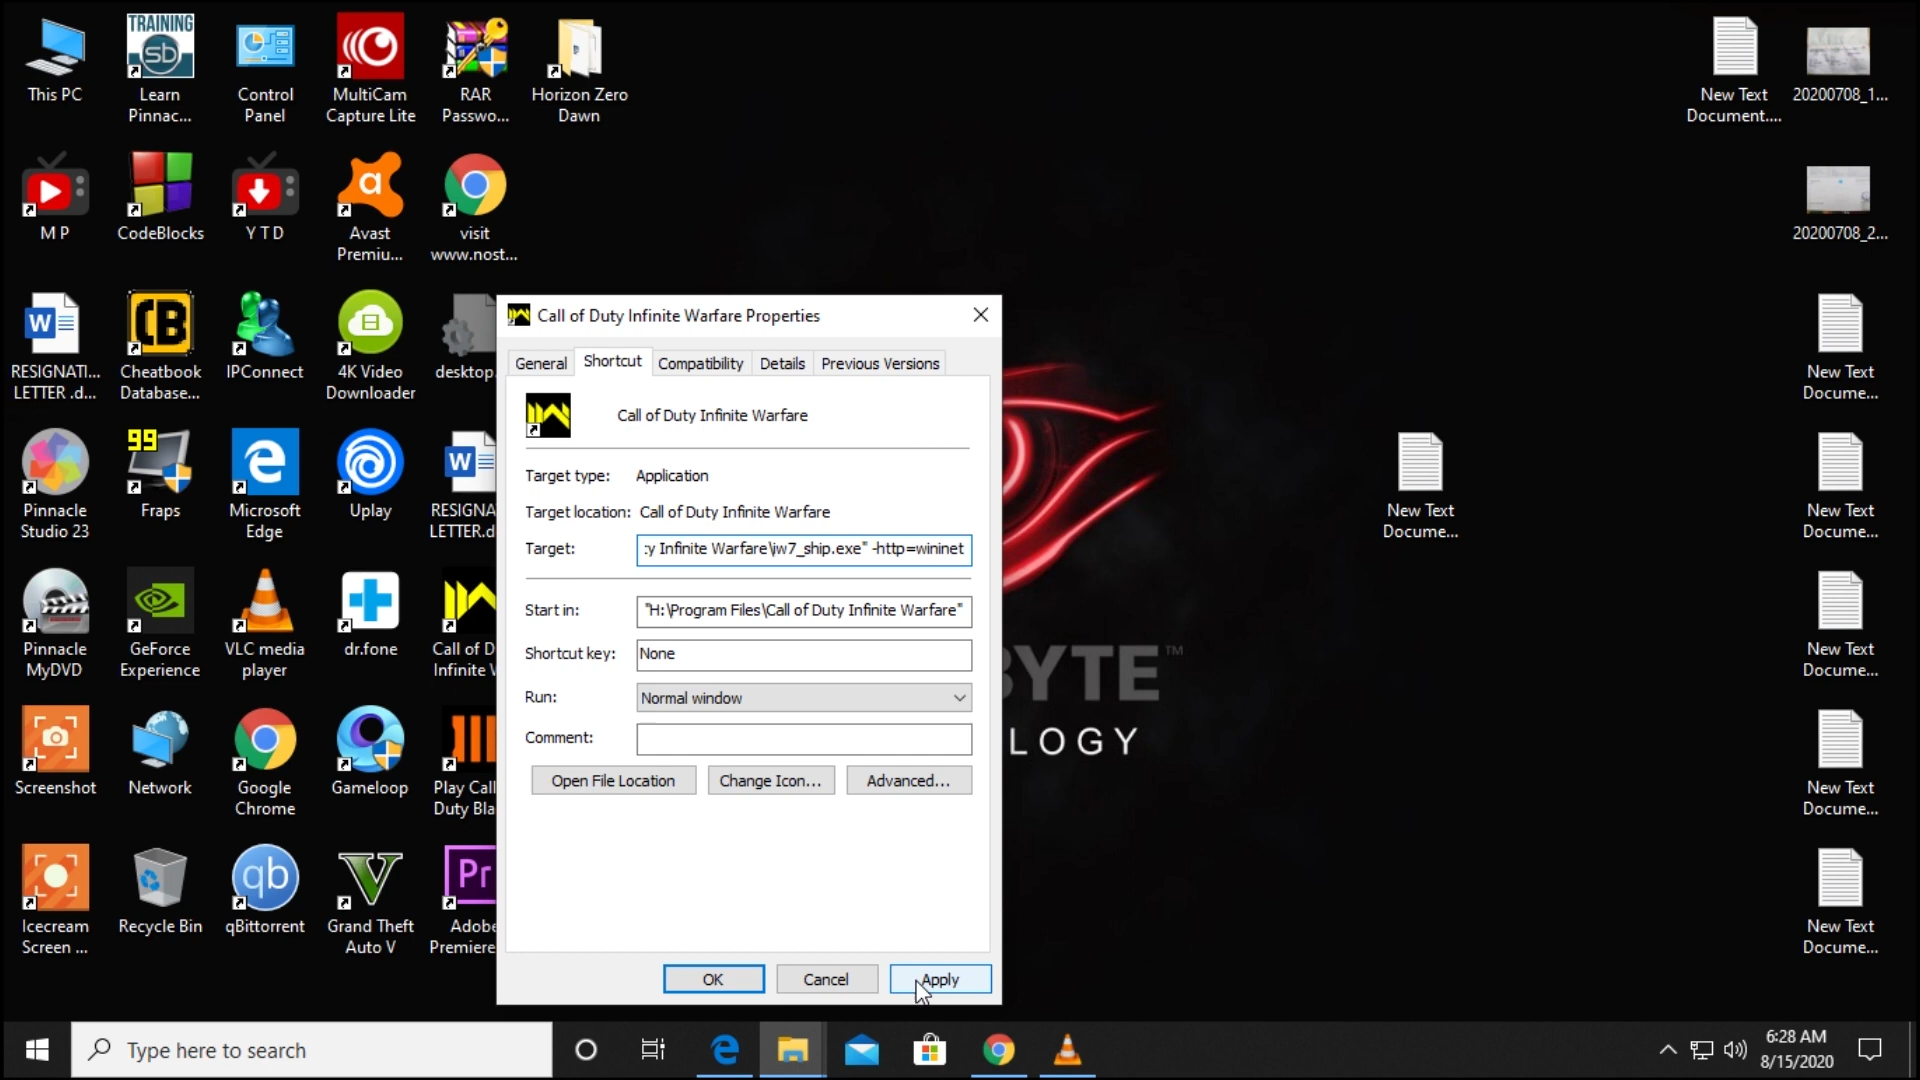 This PC
TRAINING
sb
Learn
Pinnac...
Control
Panel
MultiCam
Capture Lite
RAR
Passwo...
Horizon Zero
Dawn
New Text
Document....
20200708_1...
M P
CodeBlocks
Y T D
Avast
Premiu...
visit
www.nost...
20200708_2...
RESIGNATI...
LETTER .d...
Cheatbook
Database...
IPConnect
4K Video
Downloader
desktop.
New Text
Docume...
Pinnacle
Studio 23
99
Fraps
Microsoft
Edge
Uplay
RESIGNA
LETTER.d
New Text
Docume...
New Text
Docume...
Pinnacle
MyDVD
GeForce
Experience
VLC media
player
dr.fone
Call of D
Infinite W
New Text
Docume...
Screenshot
Network
Google
Chrome
Gameloop
Play Call
Duty Bla
New Text
Docume...
Icecream
Screen ...
Recycle Bin
qb
qBittorrent
V
Grand Theft
Auto V
Pr
Adobe
Premiere
New Text
Docume...
Call of Duty Infinite Warfare Properties
General Shortcut Compatibility Details Previous Versions
Call of Duty Infinite Warfare
Target type: Application
Target location: Call of Duty Infinite Warfare
Target: :y Infinite Warfare\iw7_ship.exe" -http=wininet
Start in: "H:\Program Files\Call of Duty Infinite Warfare"
Shortcut key: None
Run: Normal window
Comment:
Open File Location Change Icon... Advanced...
OK Cancel Apply
BYTE™
LOGY
Type here to search
6:28 AM
8/15/2020